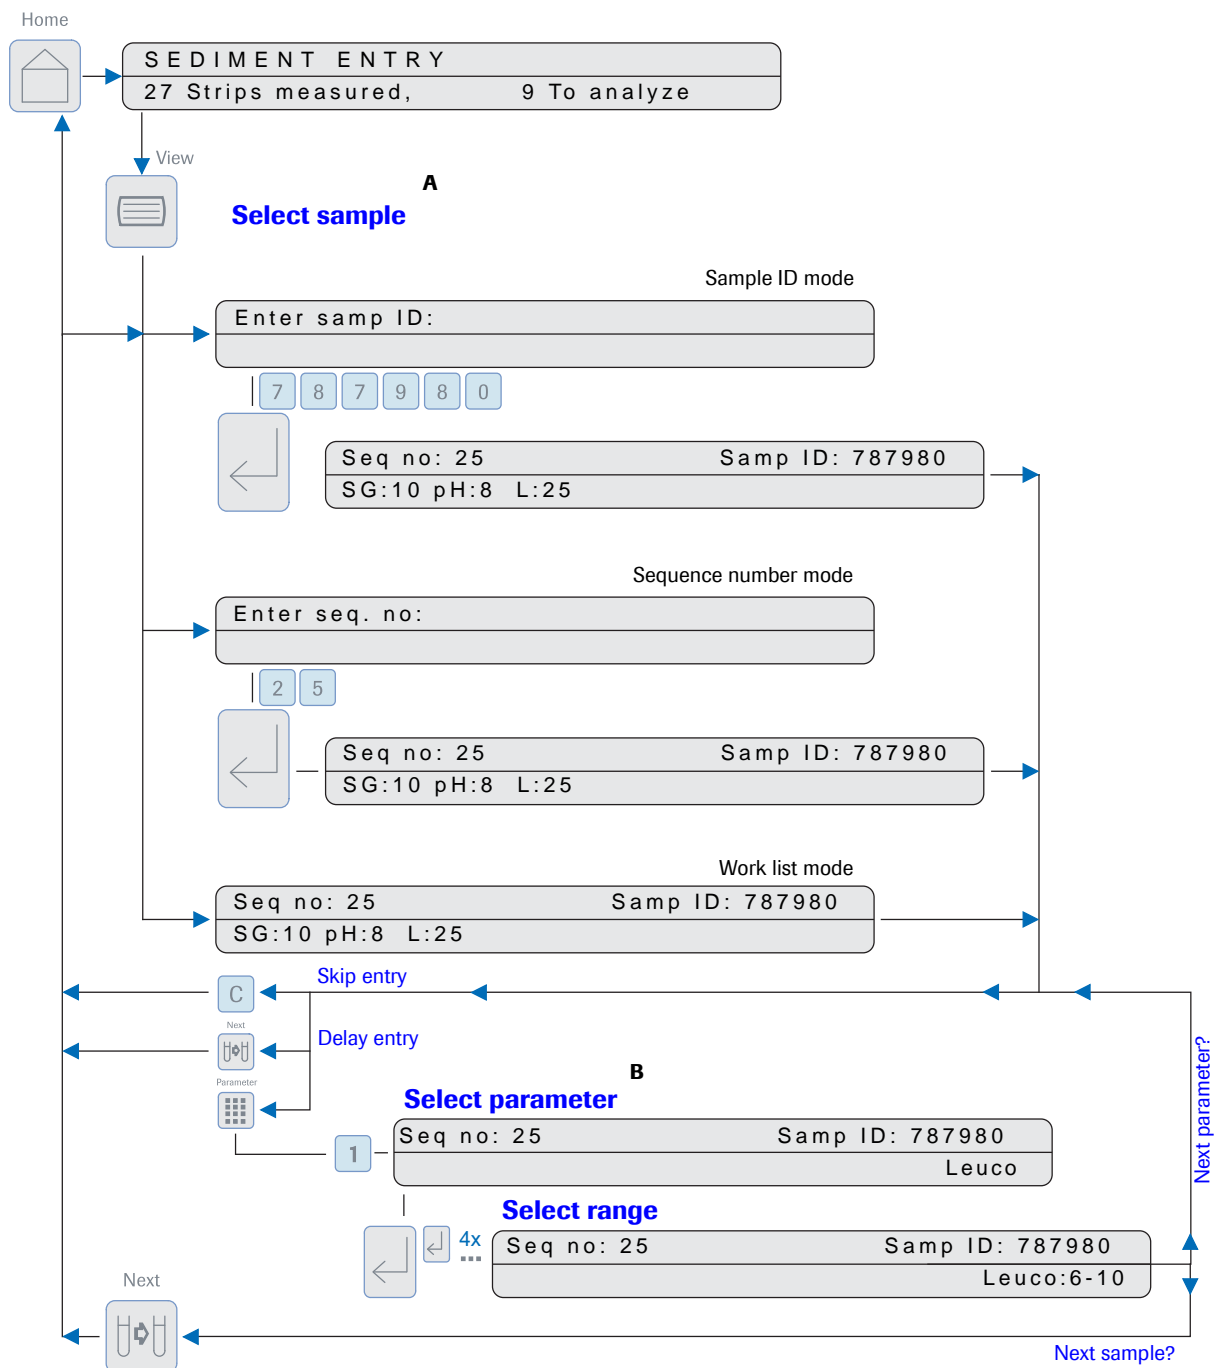 Home
SEDIMENT ENTRY
27 Strips measured, 9 To analyze
View
A
Select sample
Sample ID mode
Enter samp ID:
7 8 7 9 8 0
Seq no: 25 Samp ID: 787980
SG:10 pH:8 L:25
Sequence number mode
Enter seq. no:
2 5
Seq no: 25 Samp ID: 787980
SG:10 pH:8 L:25
Work list mode
Seq no: 25 Samp ID: 787980
SG:10 pH:8 L:25
Skip entry
C
Next
Delay entry
Parameter
B
Select parameter
1
Seq no: 25 Samp ID: 787980
Leuco
Next parameter?
Select range
4x
Seq no: 25 Samp ID: 787980
Leuco:6-10
Next
Next sample?